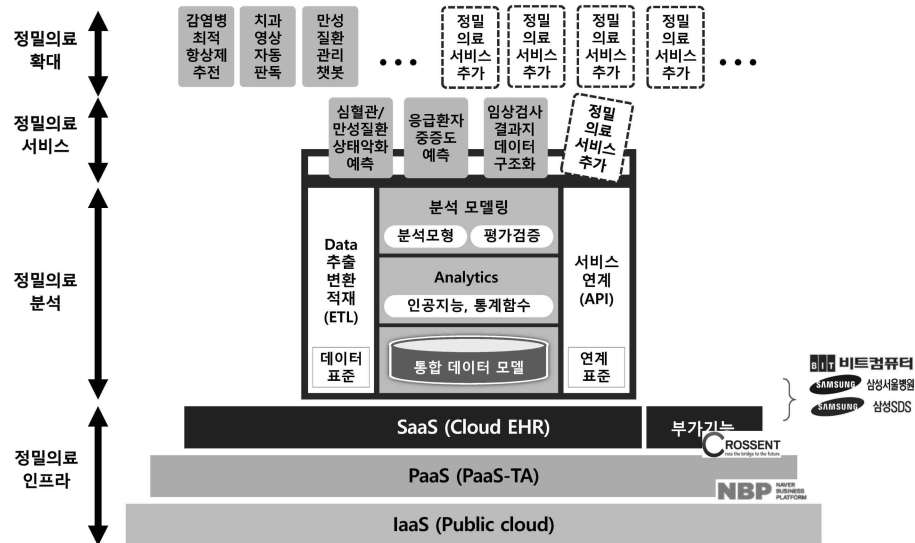 정밀의료
확대
감염병
최적
항상제
추전
치과
영상
자동
판독
만성
질환
관리
챗봇
•••
정밀
의료
서비스
추가
정밀
의료
서비스
추가
정밀
의료
서비스
추가
정밀
의료
서비스
추가
•••
정밀의료
서비스
심혈관/
만성질환
상태악화
예측
응급환자
중증도
예측
임상검사
결과지
데이터
구조화
정밀
의료
서비스
추가
정밀의료
분석
Data
추출
변환
적재
(ETL)
데이터
표준
분석 모델링
분석모형
평가검증
Analytics
인공지능, 통계함수
통합 데이터 모델
서비스
연계
(API)
연계
표준
BIT 비트컴퓨터
SAMSUNG 삼성서울병원
SAMSUNG 삼성SDS
정밀의료
인프라
SaaS (Cloud EHR)
부가기능
CROSSENT
ross the bridge to the future
PaaS (PaaS-TA)
NBP NAVER
BUSINESS
PLATFORM
IaaS (Public cloud)